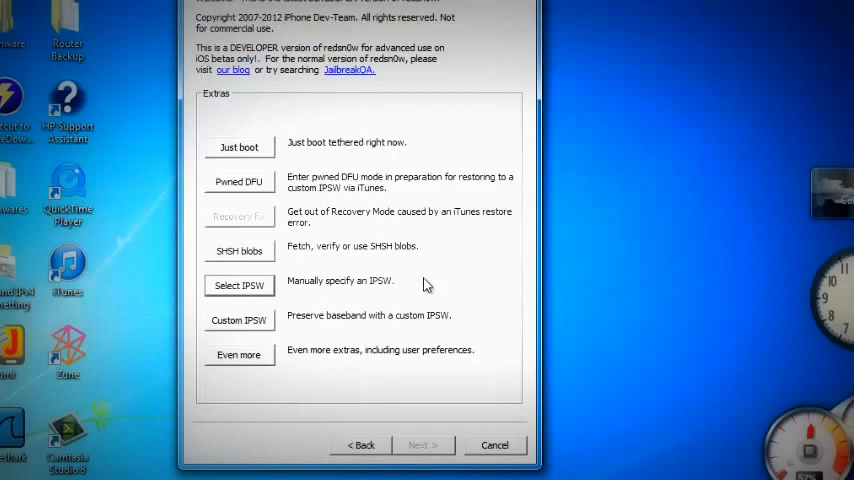 Copyright 2007-2012 iPhone Dev-Team. All rights reserved. Not
for commercial use.
This is a DEVELOPER version of redsn0w for advanced use on
iOS betas only!. For the normal version of redsn0w, please
visit our blog or try searching JailbreakQA.
Extras
Just boot
Just boot tethered right now.
Pwned DFU
Enter pwned DFU mode in preparation for restoring to a
custom IPSW via iTunes.
Recovery
Get out of Recovery Mode caused by an iTunes restore
error.
SHSH blobs
Fetch, verify or use SHSH blobs.
Select IPSW
Manually specify an IPSW.
Custom IPSW
Preserve baseband with a custom IPSW.
Even more
Even more extras, including user preferences.
< Back
Next >
Cancel
Router
Backup
HP Support
Assistant
QuickTime
Player
iTunes
Zune
Camtasia
Studio 8
9
8
7